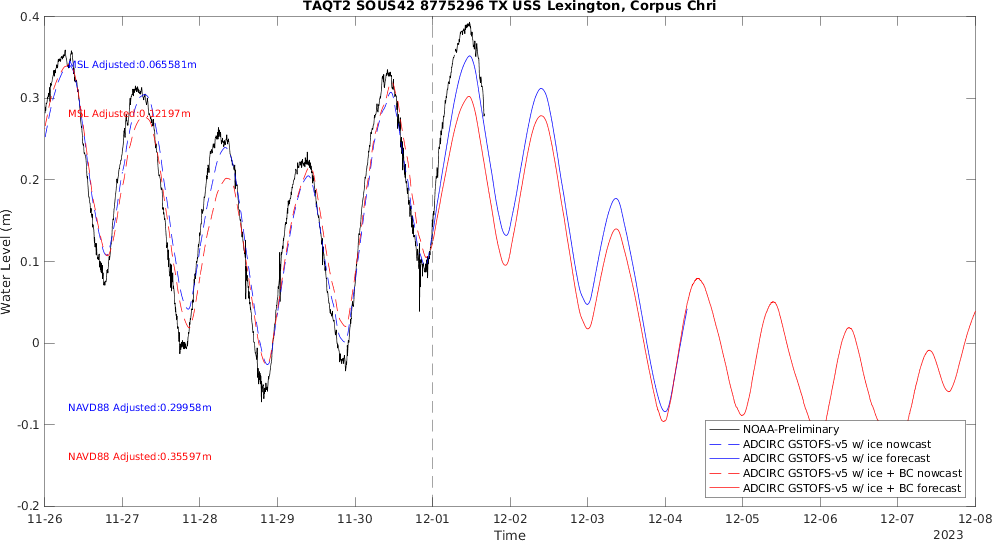 TAQT2 SOUS42 8775296 TX USS Lexington, Corpus Chri
0.4
0.3
0.2
0.1
0
-0.1
-0.2
Water Level (m)
MSL Adjusted:0.065581m
MSL Adjusted:0.12197m
NAVD88 Adjusted:0.29958m
NAVD88 Adjusted:0.35597m
NOAA-Preliminary
ADCIRC GSTOFS-v5 w/ ice nowcast
ADCIRC GSTOFS-v5 w/ ice forecast
ADCIRC GSTOFS-v5 w/ ice + BC nowcast
ADCIRC GSTOFS-v5 w/ ice + BC forecast
11-26 11-27 11-28 11-29 11-30 12-01 12-02 12-03 12-04 12-05 12-06 12-07 12-08
Time
2023